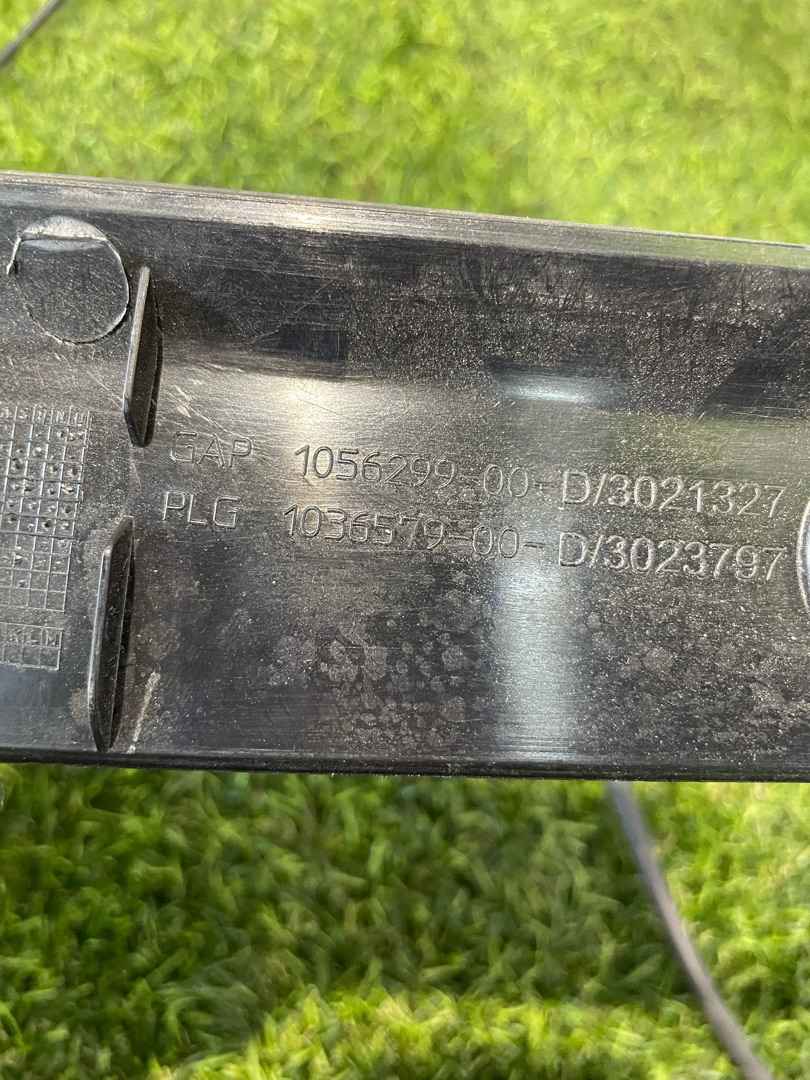 GAP 1056299-00-D/3021327
PLG 1036579-00-D/3023797
K L M